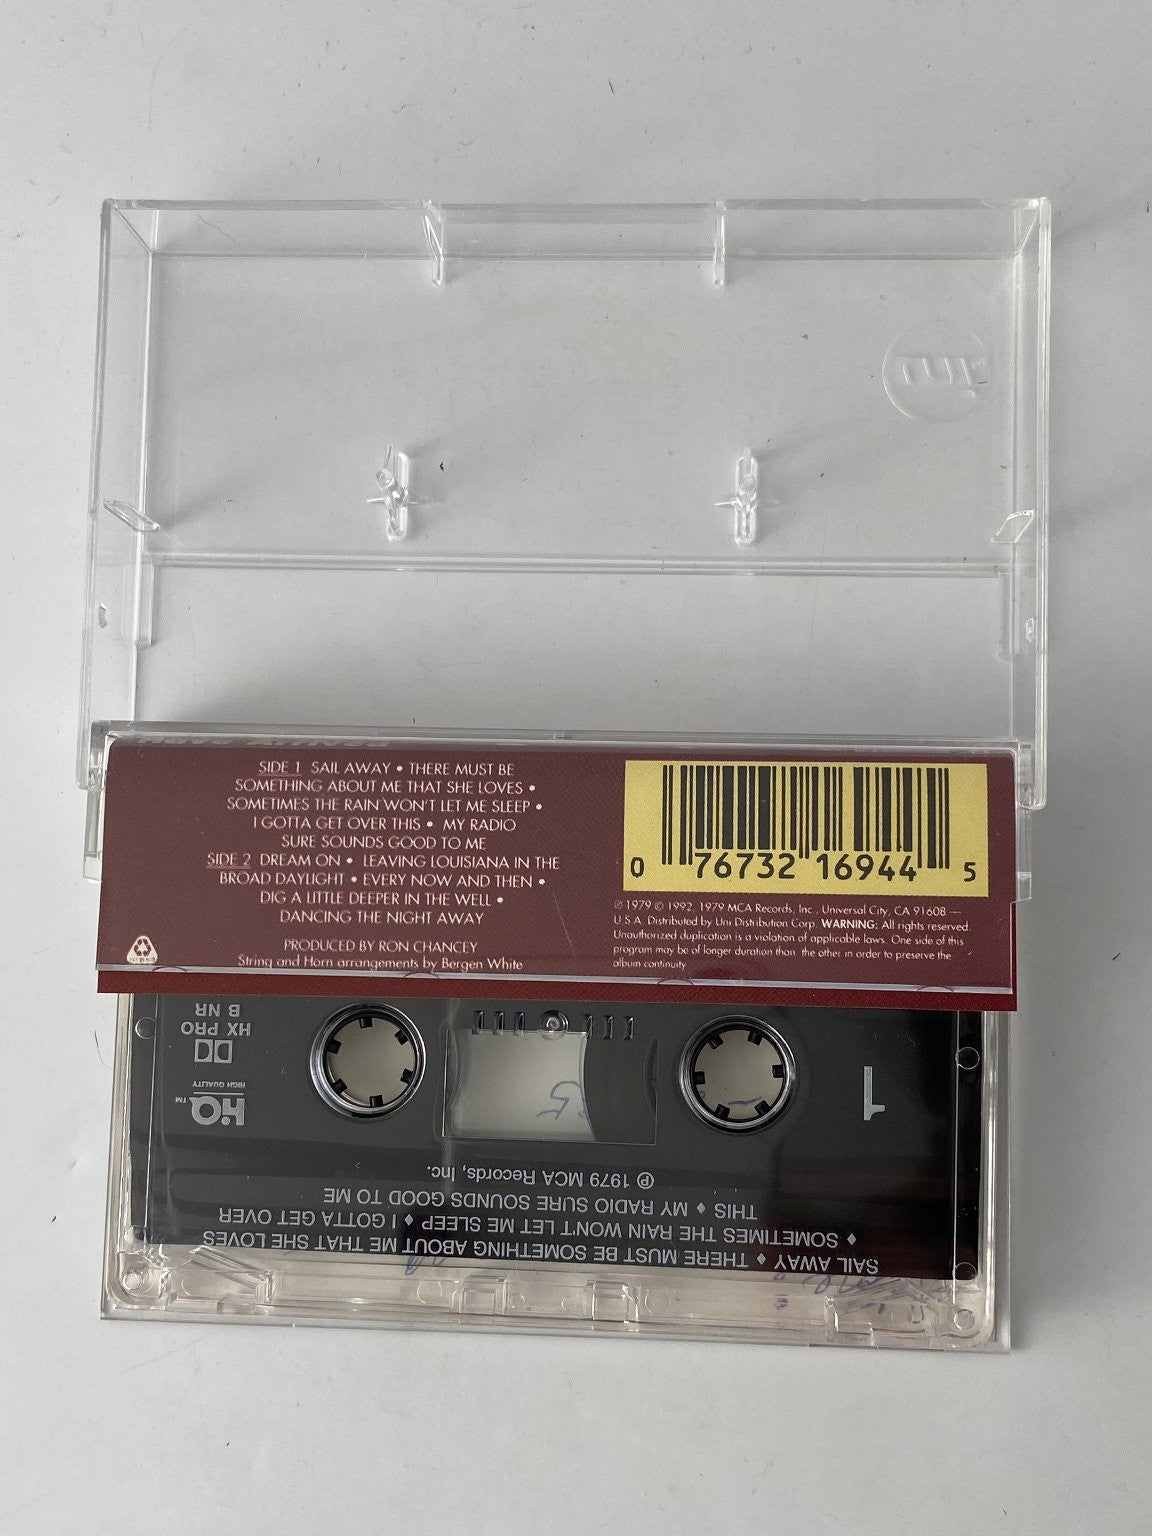 SIDE 1 SAIL AWAY • THERE MUST BE
SOMETHING ABOUT ME THAT SHE LOVES •
SOMETIMES THE RAIN WON'T LET ME SLEEP •
I GOTTA GET OVER THIS • MY RADIO
SURE SOUNDS GOOD TO ME
SIDE 2 DREAM ON • LEAVING LOUISIANA IN THE
BROAD DAYLIGHT • EVERY NOW AND THEN •
DIG A LITTLE DEEPER IN THE WELL •
DANCING THE NIGHT AWAY
PRODUCED BY RON CHANCEY
String and Horn arrangements by Bergen White
0 76732 16944 5
℗ 1979 © 1992, 1979 MCA Records, Inc., Universal City, CA 91608 —
U.S.A. Distributed by Uni Distribution Corp. WARNING: All rights reserved.
Unauthorized duplication is a violation of applicable laws. One side of this
program may be of longer duration than the other in order to preserve the
album continuity
SAIL AWAY ♦ THERE MUST BE SOMETHING ABOUT ME THAT SHE LOVES
♦ SOMETIMES THE RAIN WON'T LET ME SLEEP ♦ I GOTTA GET OVER
THIS ♦ MY RADIO SURE SOUNDS GOOD TO ME
℗ 1979 MCA Records, Inc.
1
HQ™
HIGH QUALITY
HX PRO
B NR